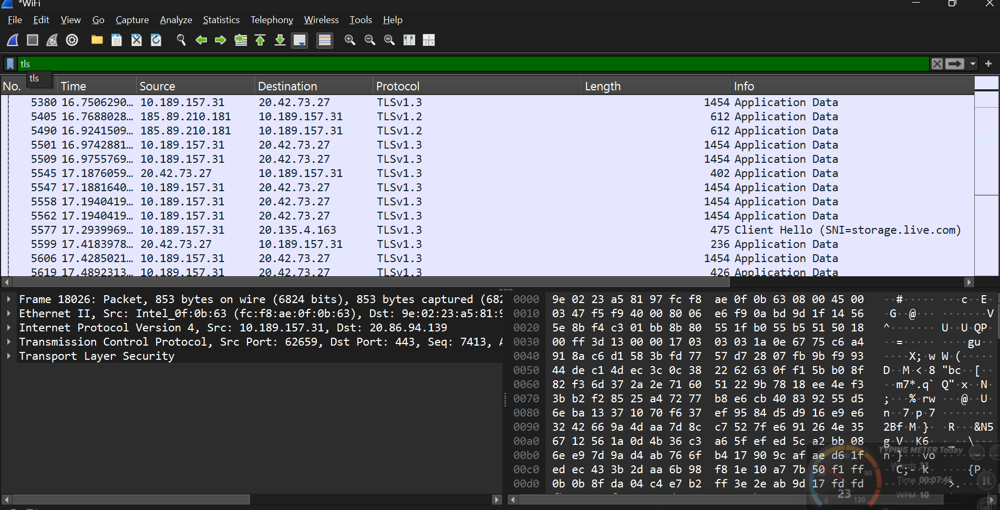 *WiFi
File Edit View Go Capture Analyze Statistics Telephony Wireless Tools Help
tls
tls
No. Time Source Destination Protocol Length Info
5380 16.7506290… 10.189.157.31 20.42.73.27 TLSv1.3 1454 Application Data
5405 16.7688028… 185.89.210.181 10.189.157.31 TLSv1.2 612 Application Data
5490 16.9241509… 185.89.210.181 10.189.157.31 TLSv1.2 612 Application Data
5501 16.9742881… 10.189.157.31 20.42.73.27 TLSv1.3 1454 Application Data
5509 16.9755769… 10.189.157.31 20.42.73.27 TLSv1.3 1454 Application Data
5545 17.1876059… 20.42.73.27 10.189.157.31 TLSv1.3 402 Application Data
5547 17.1881640… 10.189.157.31 20.42.73.27 TLSv1.3 1454 Application Data
5558 17.1940419… 10.189.157.31 20.42.73.27 TLSv1.3 1454 Application Data
5562 17.1940419… 10.189.157.31 20.42.73.27 TLSv1.3 1454 Application Data
5577 17.2939969… 10.189.157.31 20.135.4.163 TLSv1.3 475 Client Hello (SNI=storage.live.com)
5599 17.4183978… 20.42.73.27 10.189.157.31 TLSv1.3 236 Application Data
5606 17.4285021… 10.189.157.31 20.42.73.27 TLSv1.3 1454 Application Data
5619 17.4892313… 10.189.157.31 20.42.73.27 TLSv1.3 426 Application Data
Frame 18026: Packet, 853 bytes on wire (6824 bits), 853 bytes captured (682
Ethernet II, Src: Intel_0f:0b:63 (fc:f8:ae:0f:0b:63), Dst: 9e:02:23:a5:81:9
Internet Protocol Version 4, Src: 10.189.157.31, Dst: 20.86.94.139
Transmission Control Protocol, Src Port: 62659, Dst Port: 443, Seq: 7413, A
Transport Layer Security
0000 9e 02 23 a5 81 97 fc f8 ae 0f 0b 63 08 00 45 00 ··#····· ···c··E·
0010 03 47 f5 f9 40 00 80 06 e6 f9 0a bd 9d 1f 14 56 ·G··@··· ·······V
0020 5e 8b f4 c3 01 bb 8b 80 55 1f b0 55 b5 51 50 18 ^······· U··U·QP·
0030 00 ff 3d 13 00 00 17 03 03 03 1a 0e 67 75 c6 a4 ··=····· ····gu··
0040 91 8a c6 d1 58 3b fd 77 57 d7 28 07 fb 9b f9 93 ····X;·w W·(·····
0050 44 de c1 4d ec 3c 0c 38 22 62 63 0f f1 5b b0 8f D··M·<·8 "bc··[··
0060 82 f3 6d 37 2a 2e 71 60 51 22 9b 78 18 ee 4e f3 ··m7*.q` Q"·x··N·
0070 3b b2 f2 85 25 a4 72 77 b8 e6 cb 40 83 92 55 d5 ;···%·rw ···@··U·
0080 6e ba 13 37 10 70 f6 37 ef 95 84 d5 d9 16 e9 e6 n··7·p·7 ········
0090 32 42 66 9a 4d aa 7d 8c c7 52 7f e6 91 26 4e 35 2Bf·M·}· ·R···&N5
00a0 67 12 56 1a 0d 4b 36 c3 a6 5f ef ed 5c a2 bb 08 g·V··K6· ·_··\···
00b0 6e e9 7d 9a d4 ab 76 6f b4 17 90 9c af ae d6 1f n·}···vo ········
00c0 ed ec 43 3b 2d aa 6b 98 f8 1e 10 a7 7b 50 f1 ff ··C;-·k· ····{P··
00d0 0b 0b 8f da 04 c4 e7 b2 ff 3e 2e ab 9d 17 fd fd ········ ·>.·····
TYPING METER Today
Words 33
Time 00:07:46
WPM 10
23
0
80
120